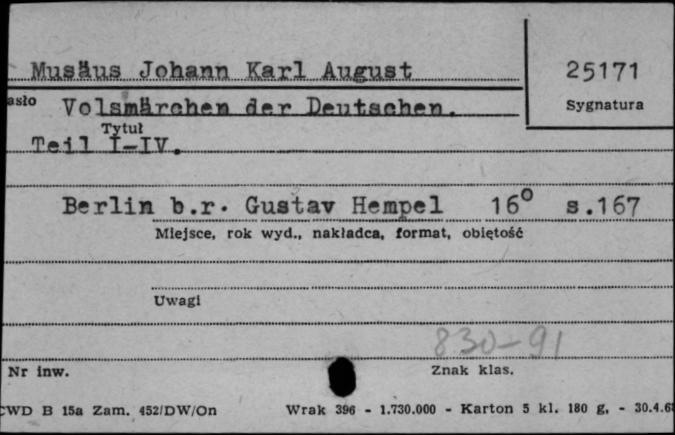 Musäus Johann Karl August
25171
asło Volsmärchen der Deutschen.
Sygnatura
Tytuł
Teil I-IV.
Berlin b.r. Gustav Hempel 16° s.167
Miejsce, rok wyd., nakładca, format, objętość
Uwagi
830-91
Nr inw.
Znak klas.
CWD B 15a Zam. 452/DW/On Wrak 396 - 1.730.000 - Karton 5 kl. 180 g. - 30.4.68